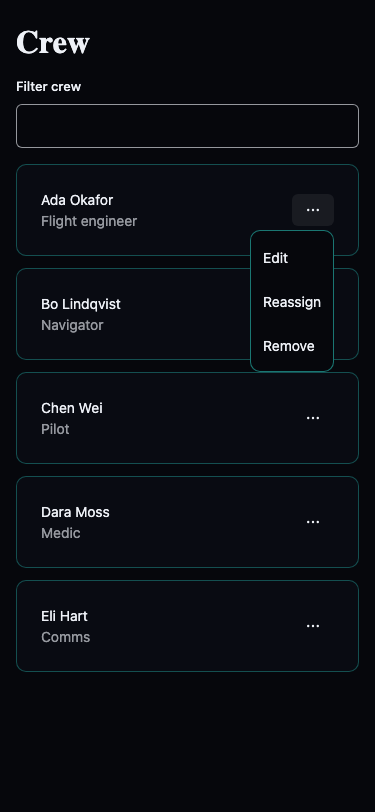 Crew
Filter crew
Ada Okafor
Flight engineer
...
Edit
Reassign
Remove
Bo Lindqvist
Navigator
Chen Wei
Pilot
...
Dara Moss
Medic
...
Eli Hart
Comms
...